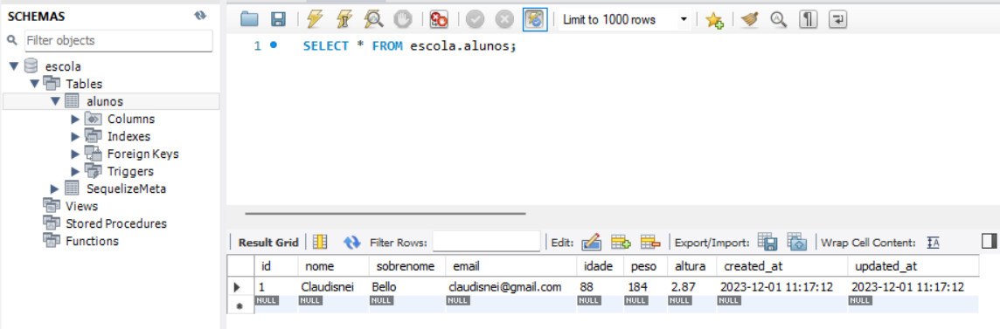 SCHEMAS
Filter objects
escola
Tables
alunos
Columns
Indexes
Foreign Keys
Triggers
SequelizeMeta
Views
Stored Procedures
Functions
Limit to 1000 rows
1 SELECT * FROM escola.alunos;
Result Grid Filter Rows: Edit: Export/Import: Wrap Cell Content:
id nome sobrenome email idade peso altura created_at updated_at
1 Claudisnei Bello claudisnei@gmail.com 88 184 2.87 2023-12-01 11:17:12 2023-12-01 11:17:12
NULL NULL NULL NULL NULL NULL NULL NULL NULL